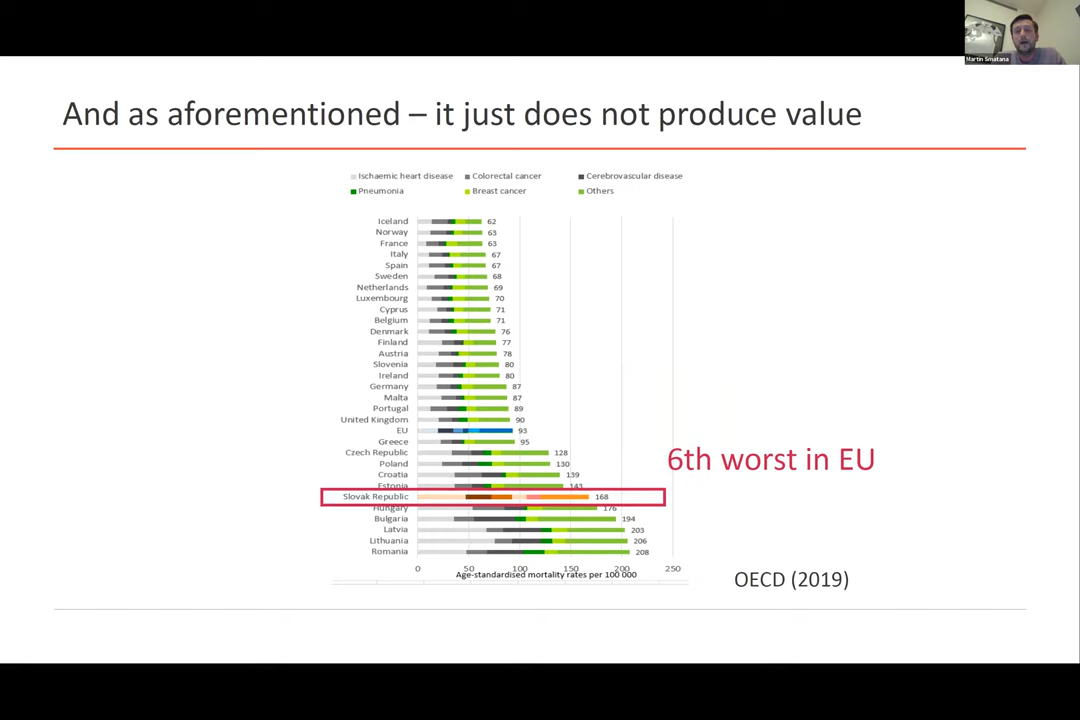 Martin Smatana
And as aforementioned – it just does not produce value
Ischaemic heart disease Colorectal cancer Cerebrovascular disease
Pneumonia Breast cancer Others
Iceland 62
Norway 63
France 63
Italy 67
Spain 67
Sweden 68
Netherlands 69
Luxembourg 70
Cyprus 71
Belgium 71
Denmark 76
Finland 77
Austria 78
Slovenia 80
Ireland 80
Germany 87
Malta 87
Portugal 89
United Kingdom 90
EU 93
Greece 95
Czech Republic 128
Poland 130
Croatia 139
Estonia 143
Slovak Republic 168
Hungary 176
Bulgaria 194
Latvia 203
Lithuania 206
Romania 208
6th worst in EU
0 50 100 150 200 250
Age-standardised mortality rates per 100 000
OECD (2019)